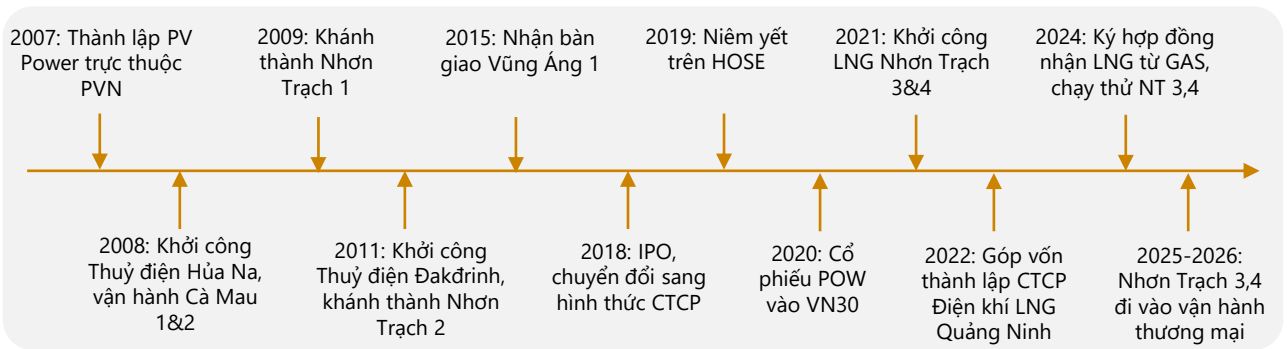 2007: Thành lập PV
Power trực thuộc
PVN
2009: Khánh
thành Nhơn
Trạch 1
2015: Nhận bàn
giao Vũng Áng 1
2019: Niêm yết
trên HOSE
2021: Khởi công
LNG Nhơn Trạch
3&4
2024: Ký hợp đồng
nhận LNG từ GAS,
chạy thử NT 3,4
2008: Khởi công
Thuỷ điện Hủa Na,
vận hành Cà Mau
1&2
2011: Khởi công
Thuỷ điện Đakđrinh,
khánh thành Nhơn
Trạch 2
2018: IPO,
chuyển đổi sang
hình thức CTCP
2020: Cổ
phiếu POW
vào VN30
2022: Góp vốn
thành lập CTCP
Điện khí LNG
Quảng Ninh
2025-2026:
Nhơn Trạch 3,4
đi vào vận hành
thương mại